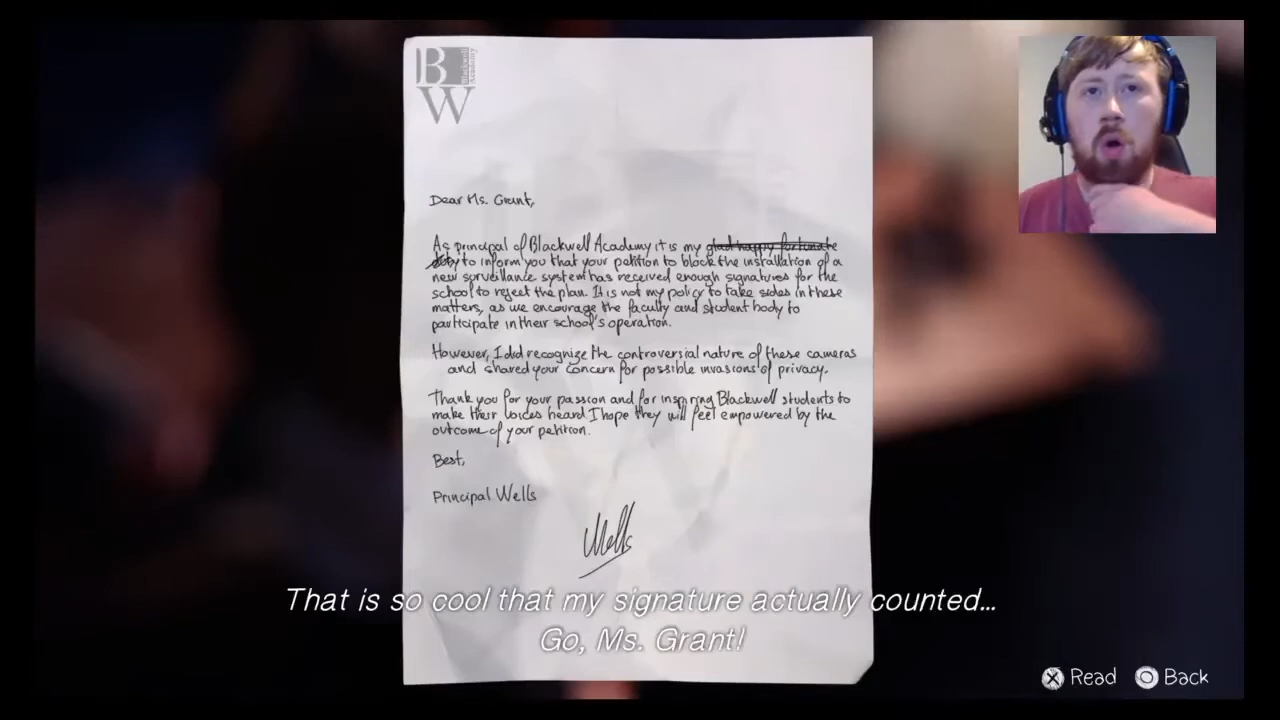 BW
Blackwell
Academy
Dear Ms. Grant,
As principal of Blackwell Academy it is my glad happy fortunate
duty to inform you that your petition to block the installation of a
new surveillance system has received enough signatures for the
school to reject the plan. It is not my policy to take sides in these
matters, as we encourage the faculty and student body to
participate in their school's operation.
However, I did recognize the controversial nature of these cameras
and shared your concern for possible invasions of privacy.
Thank you for your passion and for inspiring Blackwell students to
make their voices heard I hope they will feel empowered by the
outcome of your petition.
Best,
Principal Wells
Wells
That is so cool that my signature actually counted...
Go, Ms. Grant!
Read Back